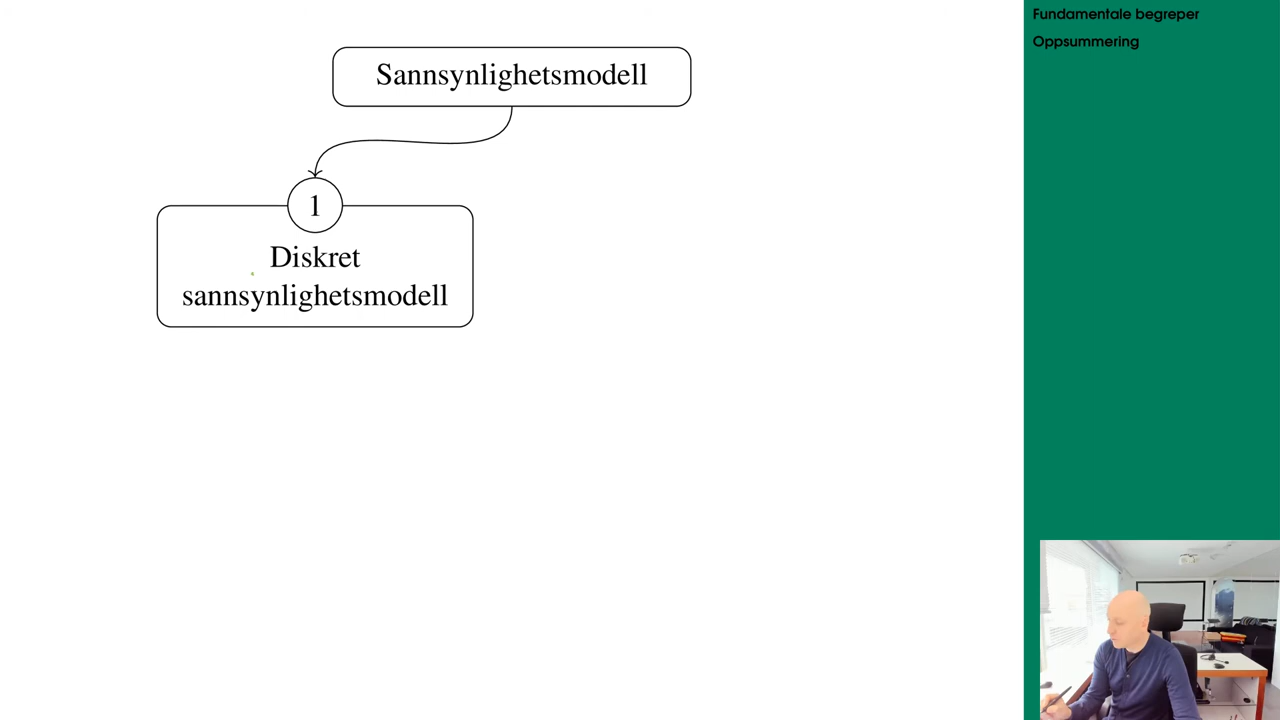 Fundamentale begreper
Oppsummering
Sannsynlighetsmodell
1
Diskret
sannsynlighetsmodell